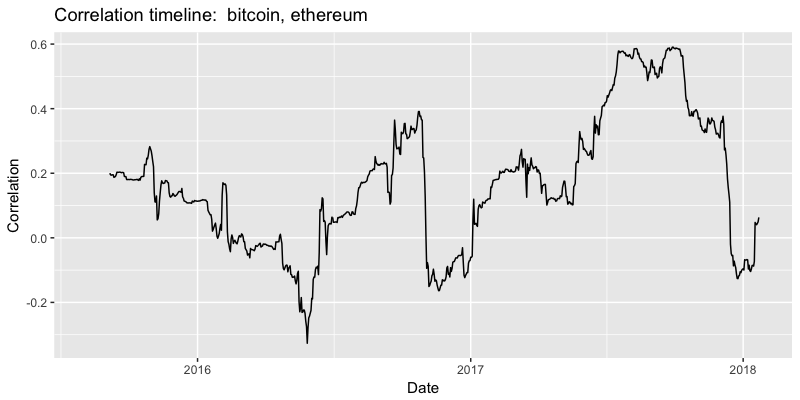 Correlation timeline:  bitcoin, ethereum
0.6
0.4
0.2
0.0
-0.2
Correlation
2016 2017 2018
Date